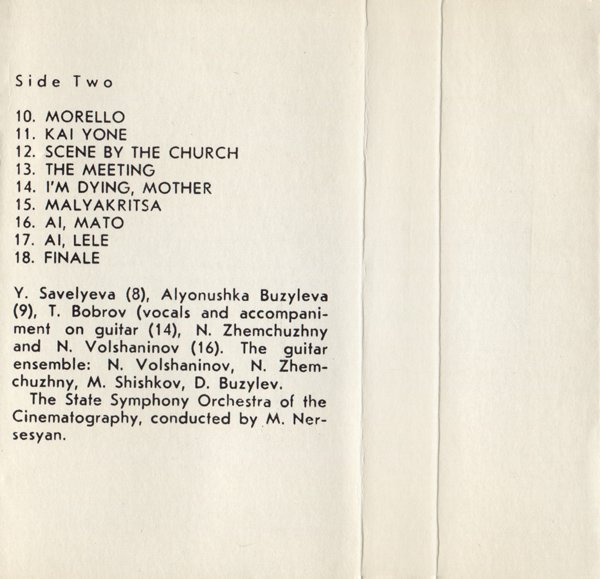 Side Two
10. MORELLO
11. KAI YONE
12. SCENE BY THE CHURCH
13. THE MEETING
14. I'M DYING, MOTHER
15. MALYAKRITSA
16. AI, MATO
17. AI, LELE
18. FINALE
Y. Savelyeva (8), Alyonushka Buzyleva
(9), T. Bobrov (vocals and accompani-
ment on guitar (14), N. Zhemchuzhny
and N. Volshaninov (16). The guitar
ensemble: N. Volshaninov, N. Zhem-
chuzhny, M. Shishkov, D. Buzylev.
The State Symphony Orchestra of the
Cinematography, conducted by M. Ner-
sesyan.